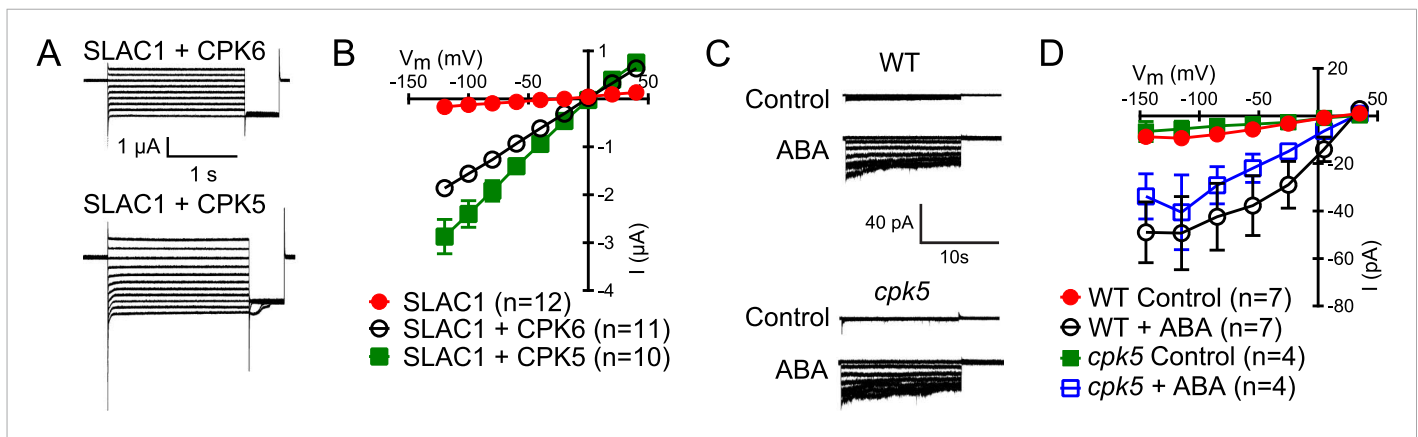 A
SLAC1 + CPK6
1 µA
1 s
SLAC1 + CPK5
B
Vm (mV)
-150 -100 -50 50
1
-1
-2
-3
-4
I (µA)
SLAC1 (n=12)
SLAC1 + CPK6 (n=11)
SLAC1 + CPK5 (n=10)
C
WT
Control
ABA
40 pA
10s
cpk5
Control
ABA
D
Vm (mV)
-150 -100 -50 50
20
-20
-40
-60
-80
I (pA)
WT Control (n=7)
WT + ABA (n=7)
cpk5 Control (n=4)
cpk5 + ABA (n=4)